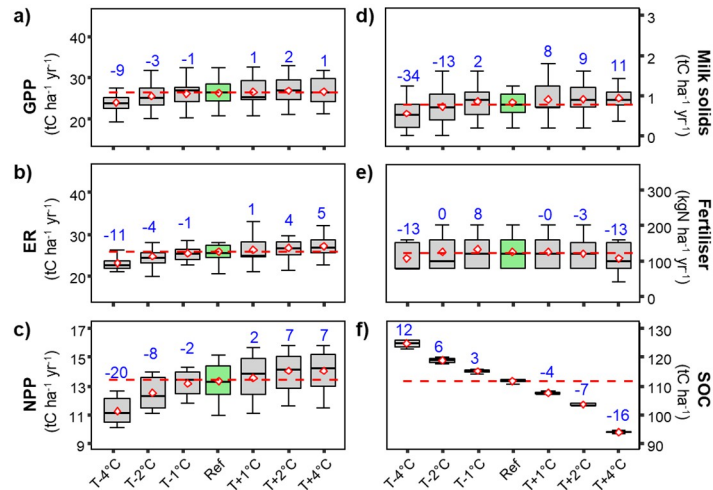 a)
GPP
(tC ha⁻¹ yr⁻¹)
40
30
20
-9 -3 -1 1 2 1
d)
Milk solids
(tC ha⁻¹ yr⁻¹)
3
2
1
0
-34 -13 2 8 9 11
b)
ER
(tC ha⁻¹ yr⁻¹)
40
30
20
-11 -4 -1 1 4 5
e)
Fertiliser
(kgN ha⁻¹ yr⁻¹)
300
200
100
0
-13 0 8 -0 -3 -13
c)
NPP
(tC ha⁻¹ yr⁻¹)
17
15
13
11
9
-20 -8 -2 2 7 7
T-4°C T-2°C T-1°C Ref T+1°C T+2°C T+4°C
f)
SOC
(tC ha⁻¹)
130
120
110
100
90
12 6 3 -4 -7 -16
T-4°C T-2°C T-1°C Ref T+1°C T+2°C T+4°C